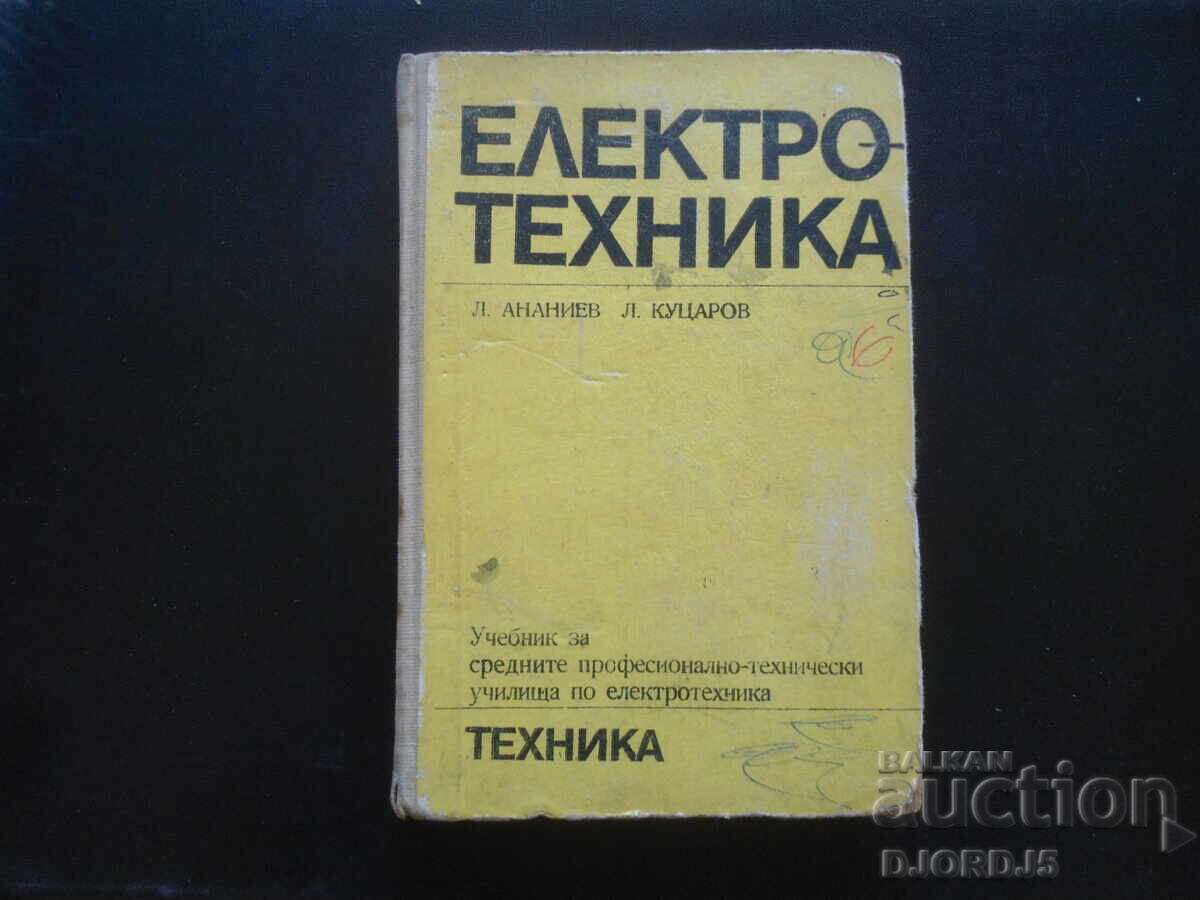 ЕЛЕКТРО-
ТЕХНИКА
Л. АНАНИЕВ Л. КУЦАРОВ
Учебник за
средните професионално-технически
училища по електротехника
ТЕХНИКА
BALKAN
auction
DJORDJ5